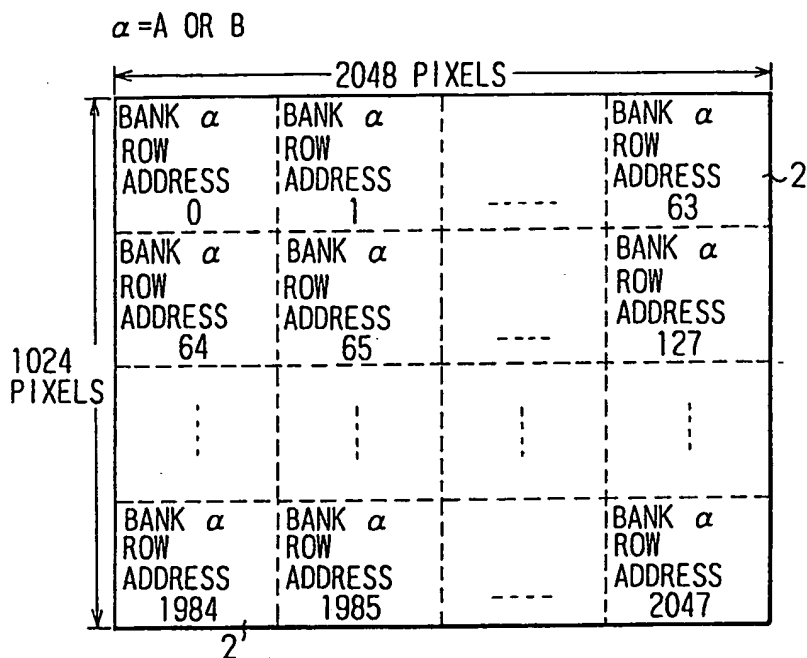 α=A OR B
2048 PIXELS
BANK α
ROW
ADDRESS
0
BANK α
ROW
ADDRESS
1
BANK α
ROW
ADDRESS
63
2
BANK α
ROW
ADDRESS
64
BANK α
ROW
ADDRESS
65
BANK α
ROW
ADDRESS
127
1024
PIXELS
BANK α
ROW
ADDRESS
1984
BANK α
ROW
ADDRESS
1985
BANK α
ROW
ADDRESS
2047
2